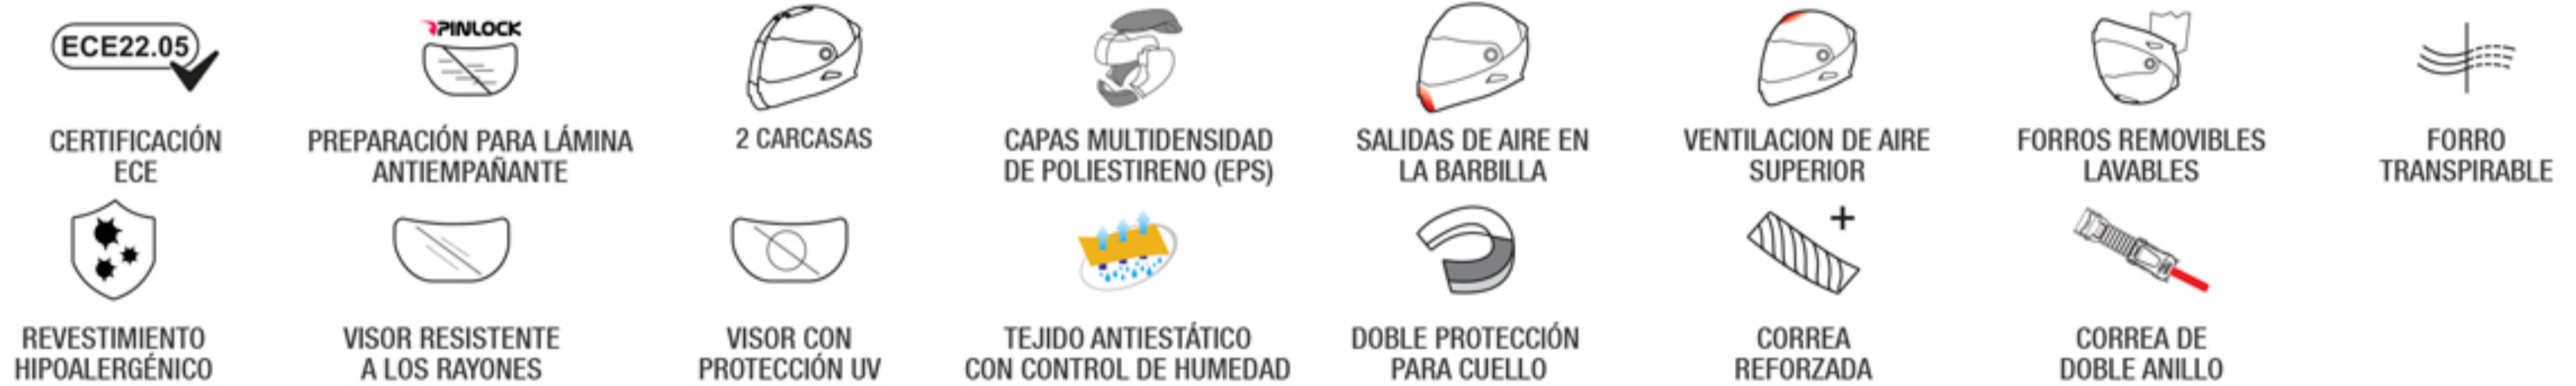 ECE22.05
CERTIFICACIÓN
ECE
PINLOCK
PREPARACIÓN PARA LÁMINA
ANTIEMPAÑANTE
2 CARCASAS
CAPAS MULTIDENSIDAD
DE POLIESTIRENO (EPS)
SALIDAS DE AIRE EN
LA BARBILLA
VENTILACION DE AIRE
SUPERIOR
FORROS REMOVIBLES
LAVABLES
FORRO
TRANSPIRABLE
REVESTIMIENTO
HIPOALERGÉNICO
VISOR RESISTENTE
A LOS RAYONES
VISOR CON
PROTECCIÓN UV
TEJIDO ANTIESTÁTICO
CON CONTROL DE HUMEDAD
DOBLE PROTECCIÓN
PARA CUELLO
CORREA
REFORZADA
CORREA DE
DOBLE ANILLO